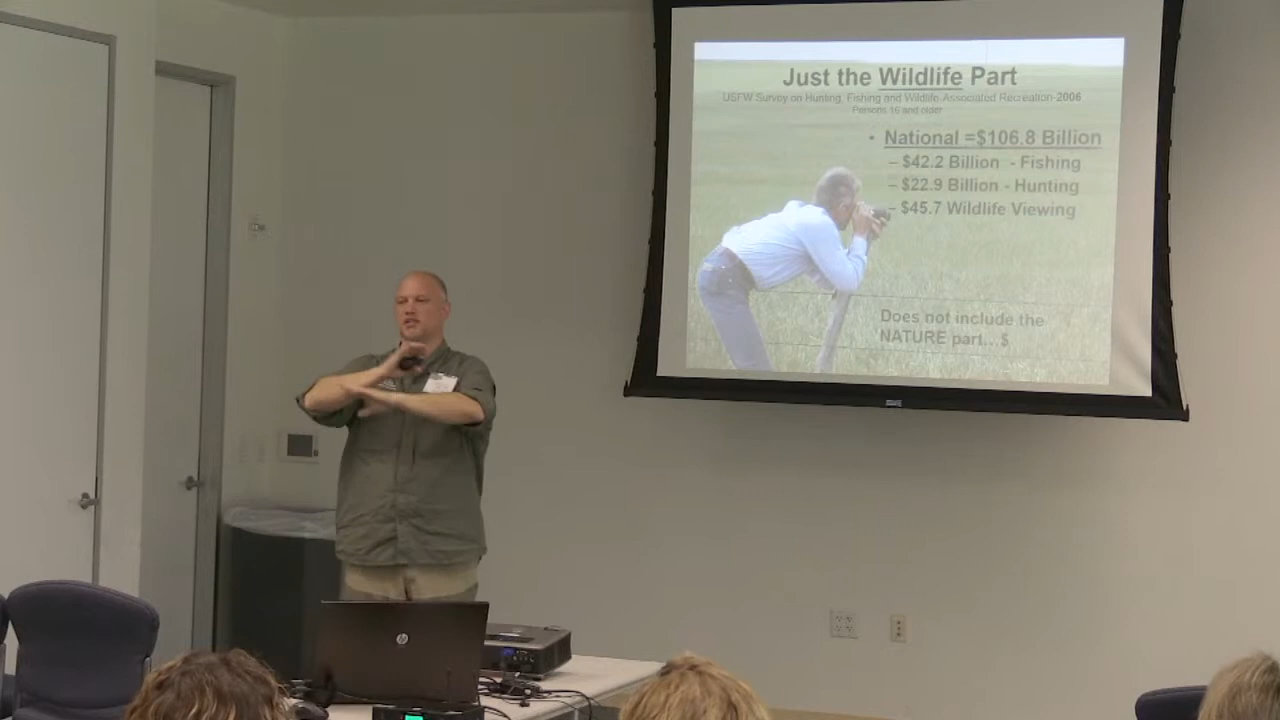 Just the Wildlife Part
USFW Survey on Hunting, Fishing and Wildlife Associated Recreation-2006
Persons 16 and older
• National =$106.8 Billion
– $42.2 Billion - Fishing
– $22.9 Billion - Hunting
– $45.7 Wildlife Viewing
Does not include the
NATURE part...$
hp